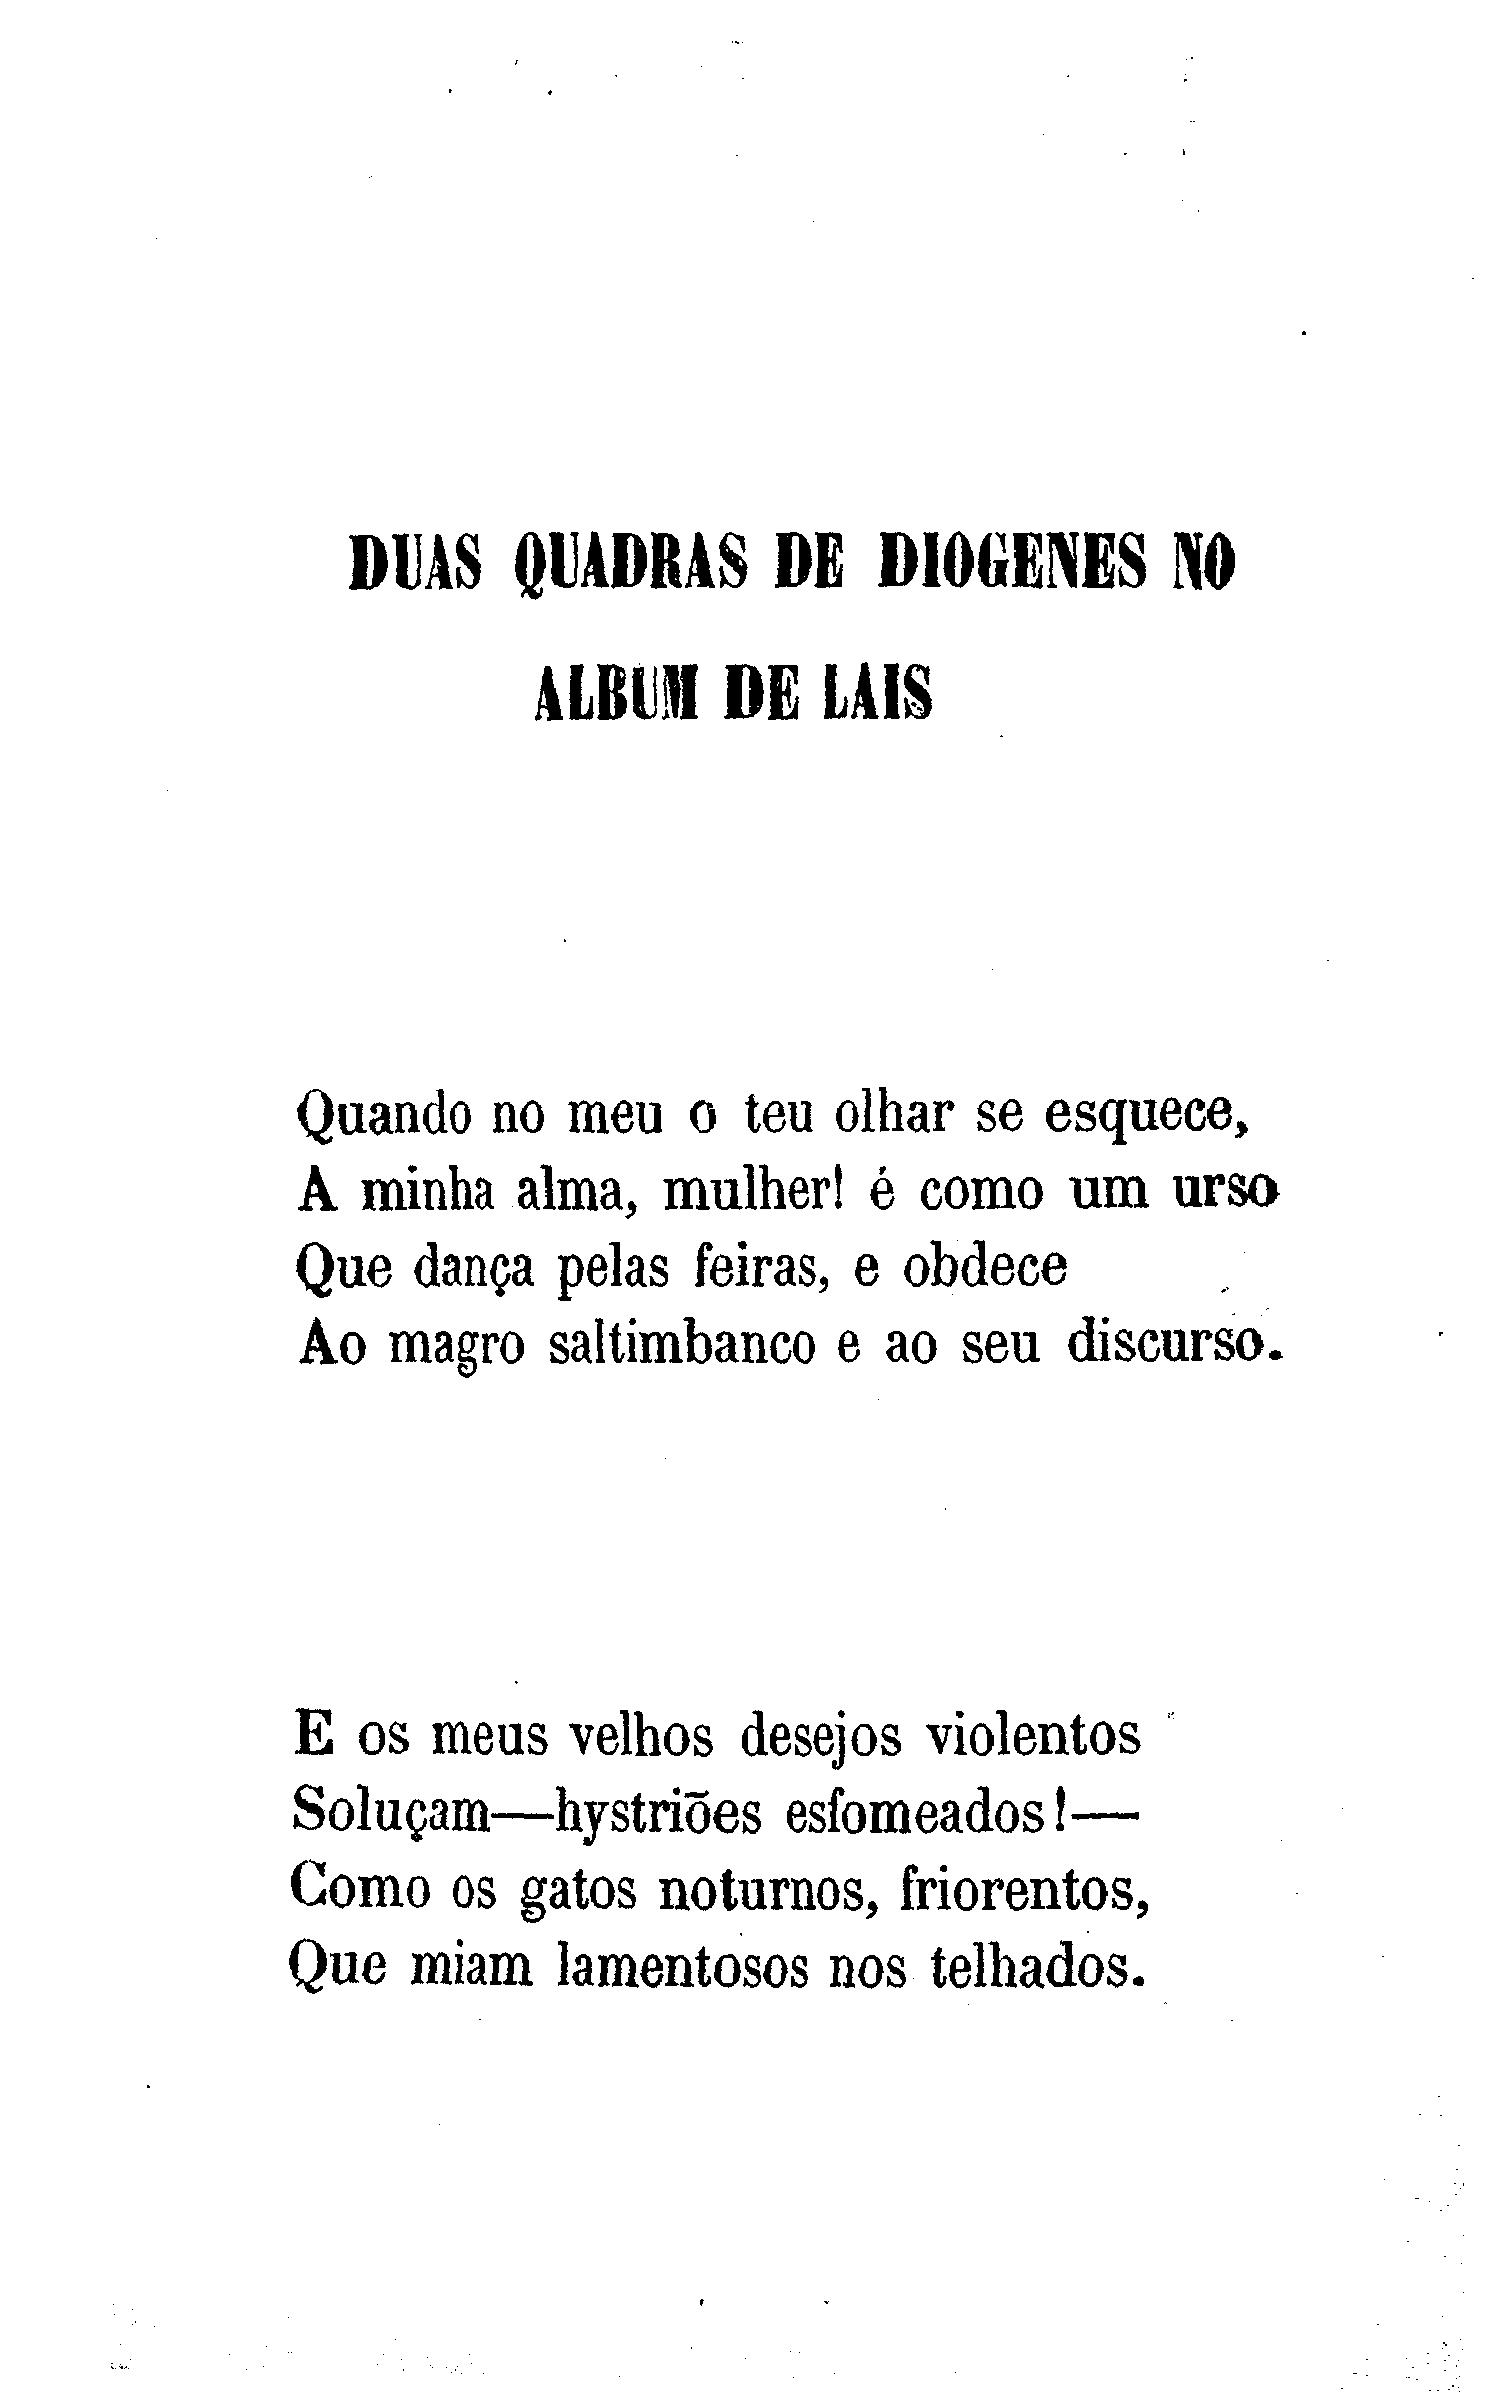 DUAS QUADRAS DE DIOGENES NO
ALBUM DE LAIS
Quando no meu o teu olhar se esquece,
A minha alma, mulher! é como um urso
Que dança pelas feiras, e obdece
Ao magro saltimbanco e ao seu discurso.
E os meus velhos desejos violentos
Soluçam—hystriões esfomeados!—
Como os gatos noturnos, friorentos,
Que miam lamentosos nos telhados.